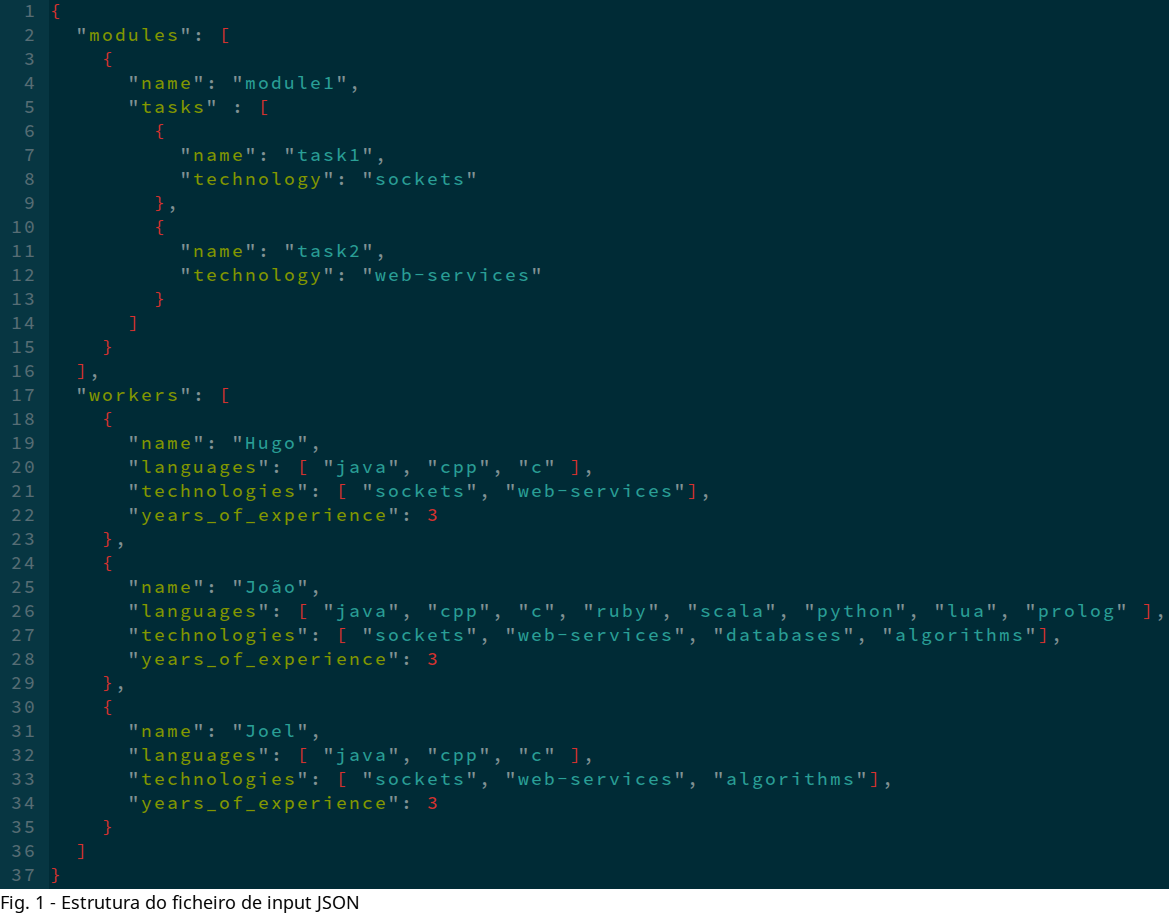 1 {
2   "modules": [
3     {
4       "name": "module1",
5       "tasks" : [
6         {
7           "name": "task1",
8           "technology": "sockets"
9         },
10         {
11           "name": "task2",
12           "technology": "web-services"
13         }
14       ]
15     }
16   ],
17   "workers": [
18     {
19       "name": "Hugo",
20       "languages": [ "java", "cpp", "c" ],
21       "technologies": [ "sockets", "web-services"],
22       "years_of_experience": 3
23     },
24     {
25       "name": "João",
26       "languages": [ "java", "cpp", "c", "ruby", "scala", "python", "lua", "prolog" ],
27       "technologies": [ "sockets", "web-services", "databases", "algorithms"],
28       "years_of_experience": 3
29     },
30     {
31       "name": "Joel",
32       "languages": [ "java", "cpp", "c" ],
33       "technologies": [ "sockets", "web-services", "algorithms"],
34       "years_of_experience": 3
35     }
36   ]
37 }
Fig. 1 - Estrutura do ficheiro de input JSON